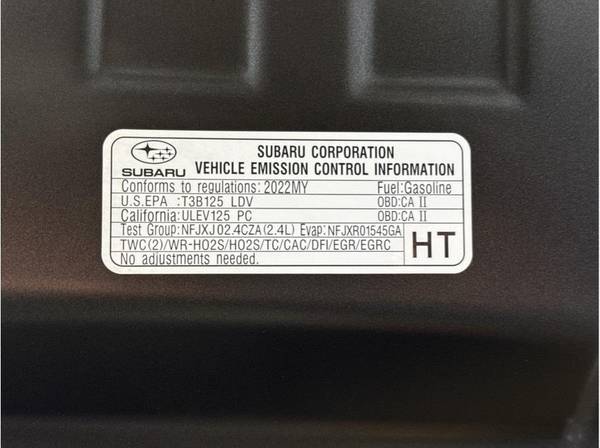 SUBARU CORPORATION
SUBARU VEHICLE EMISSION CONTROL INFORMATION
Conforms to regulations: 2022MY Fuel:Gasoline
U.S.EPA :T3B125 LDV OBD:CA II
California:ULEV125 PC OBD:CA II
Test Group:NFJXJ02.4CZA(2.4L) Evap:NFJXR01545GA
TWC(2)/WR-HO2S/HO2S/TC/CAC/DFI/EGR/EGRC
No adjustments needed.
HT